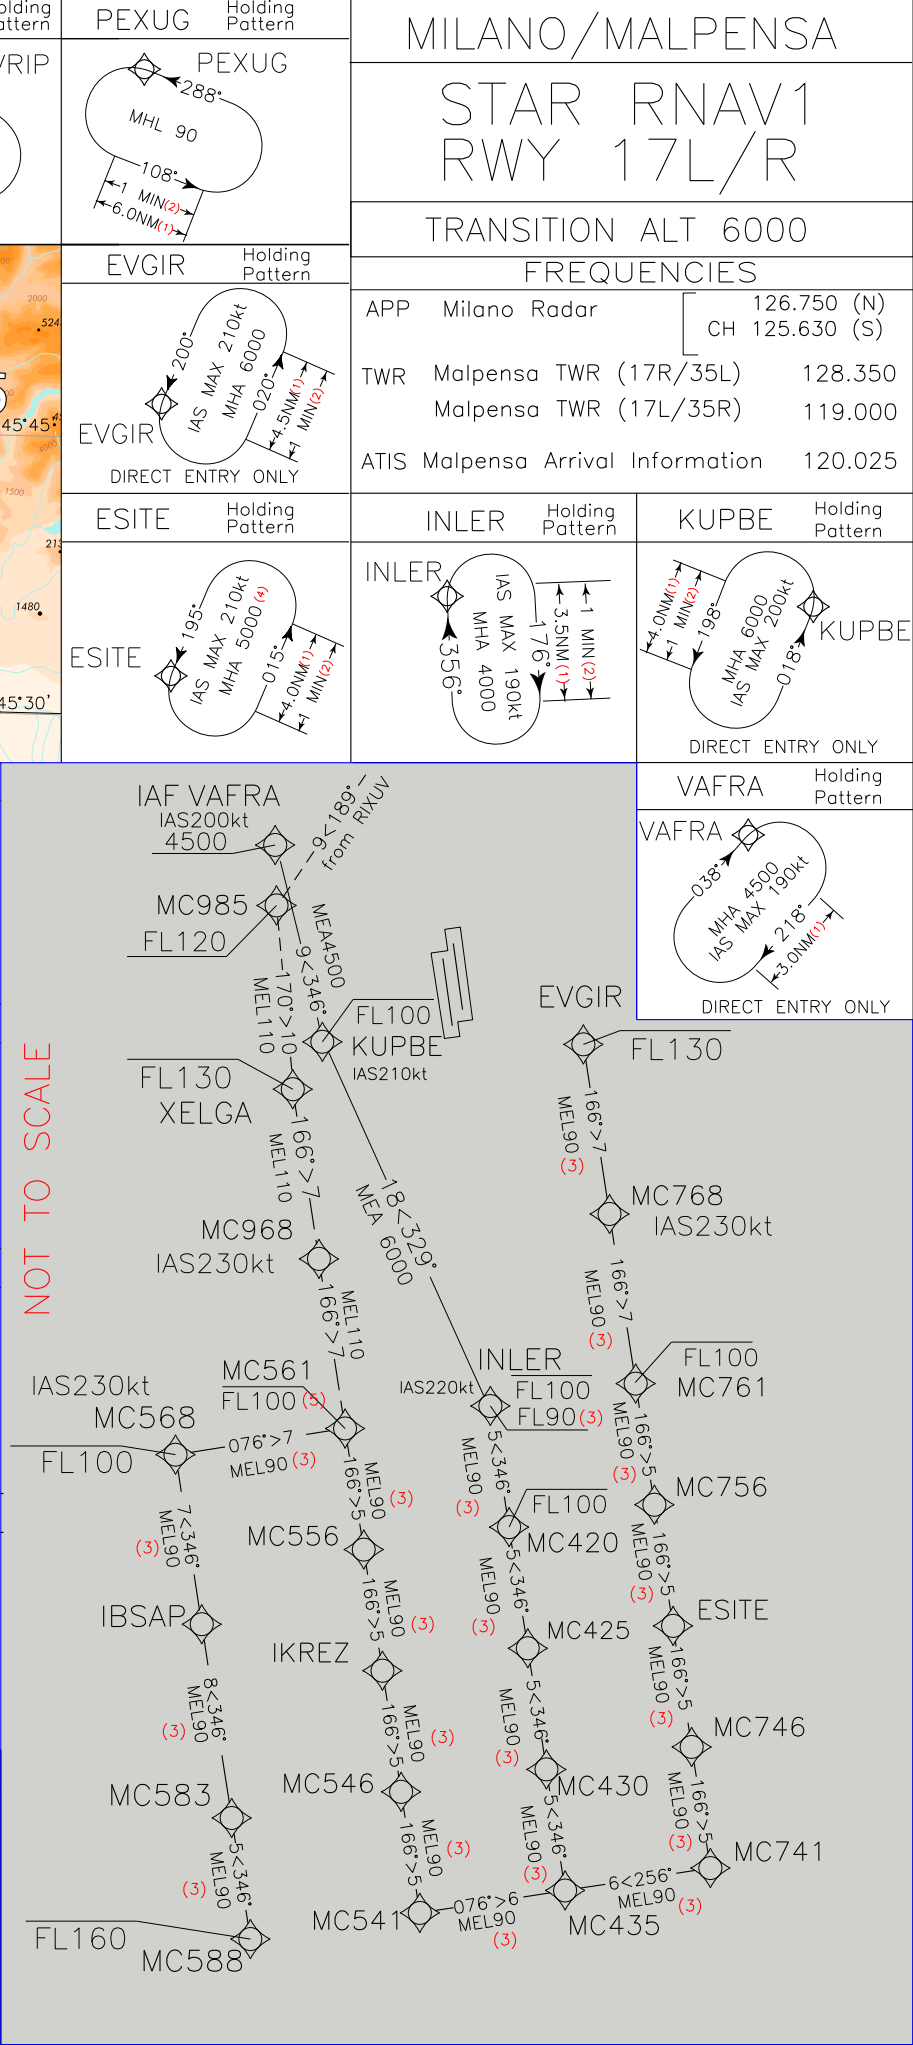 olding
attern
VRIP
PEXUG
Holding
Pattern
PEXUG
288°
MHL 90
108°
1 MIN(2)
6.0NM(1)
MILANO/MALPENSA
STAR RNAV1
RWY 17L/R
TRANSITION ALT 6000
FREQUENCIES
APP Milano Radar 126.750 (N)
CH 125.630 (S)
TWR Malpensa TWR (17R/35L) 128.350
Malpensa TWR (17L/35R) 119.000
ATIS Malpensa Arrival Information 120.025
2000
524
45°45'
4000
1500
213
1480
45°30'
EVGIR
Holding
Pattern
200°
IAS MAX 210kt
MHA 6000
020°
4.5NM(1)
1 MIN(2)
EVGIR
DIRECT ENTRY ONLY
ESITE
Holding
Pattern
195°
IAS MAX 210kt
MHA 5000(4)
015°
4.0NM(1)
1 MIN(2)
ESITE
INLER
Holding
Pattern
INLER
356°
IAS MAX 190kt
MHA 4000
176°
3.5NM(1)
1 MIN(2)
KUPBE
Holding
Pattern
4.0NM(1)
1 MIN(2)
198°
MHA 6000
IAS MAX 200kt
018°
KUPBE
DIRECT ENTRY ONLY
VAFRA
Holding
Pattern
VAFRA
038°
MHA 4500
IAS MAX 190kt
218°
3.0NM(1)
DIRECT ENTRY ONLY
IAF VAFRA
IAS200kt
4500
9<189°
from RIXUV
MC985
FL120
MEA4500
9<346°
170°>10
MEL110
FL100
KUPBE
IAS210kt
FL130
XELGA
166°>7
MEL110
18<329°
MEA 6000
MC968
IAS230kt
166°>7
MEL110
NOT TO SCALE
EVGIR
FL130
166°>7
MEL90
(3)
MC768
IAS230kt
166°>7
MEL90
(3)
FL100
MC761
166°>5
MEL90
(3)
MC756
166°>5
MEL90
(3)
ESITE
166°>5
MEL90
(3)
MC746
166°>5
MEL90
(3)
MC741
6<256°
MEL90
(3)
INLER
IAS220kt
FL100
FL90(3)
5<346°
MEL90
(3)
FL100
MC420
5<346°
MEL90
(3)
MC425
5<346°
MEL90
(3)
MC430
5<346°
MEL90
(3)
MC435
MC561
FL100(5)
IAS230kt
MC568
FL100
076°>7
MEL90(3)
166°>5
MEL90
(3)
MC556
166°>5
MEL90
(3)
IKREZ
166°>5
MEL90
(3)
MC546
166°>5
MEL90
(3)
MC541
076°>6
MEL90
(3)
7<346°
MEL90
(3)
IBSAP
8<346°
MEL90
(3)
MC583
5<346°
MEL90
(3)
FL160
MC588